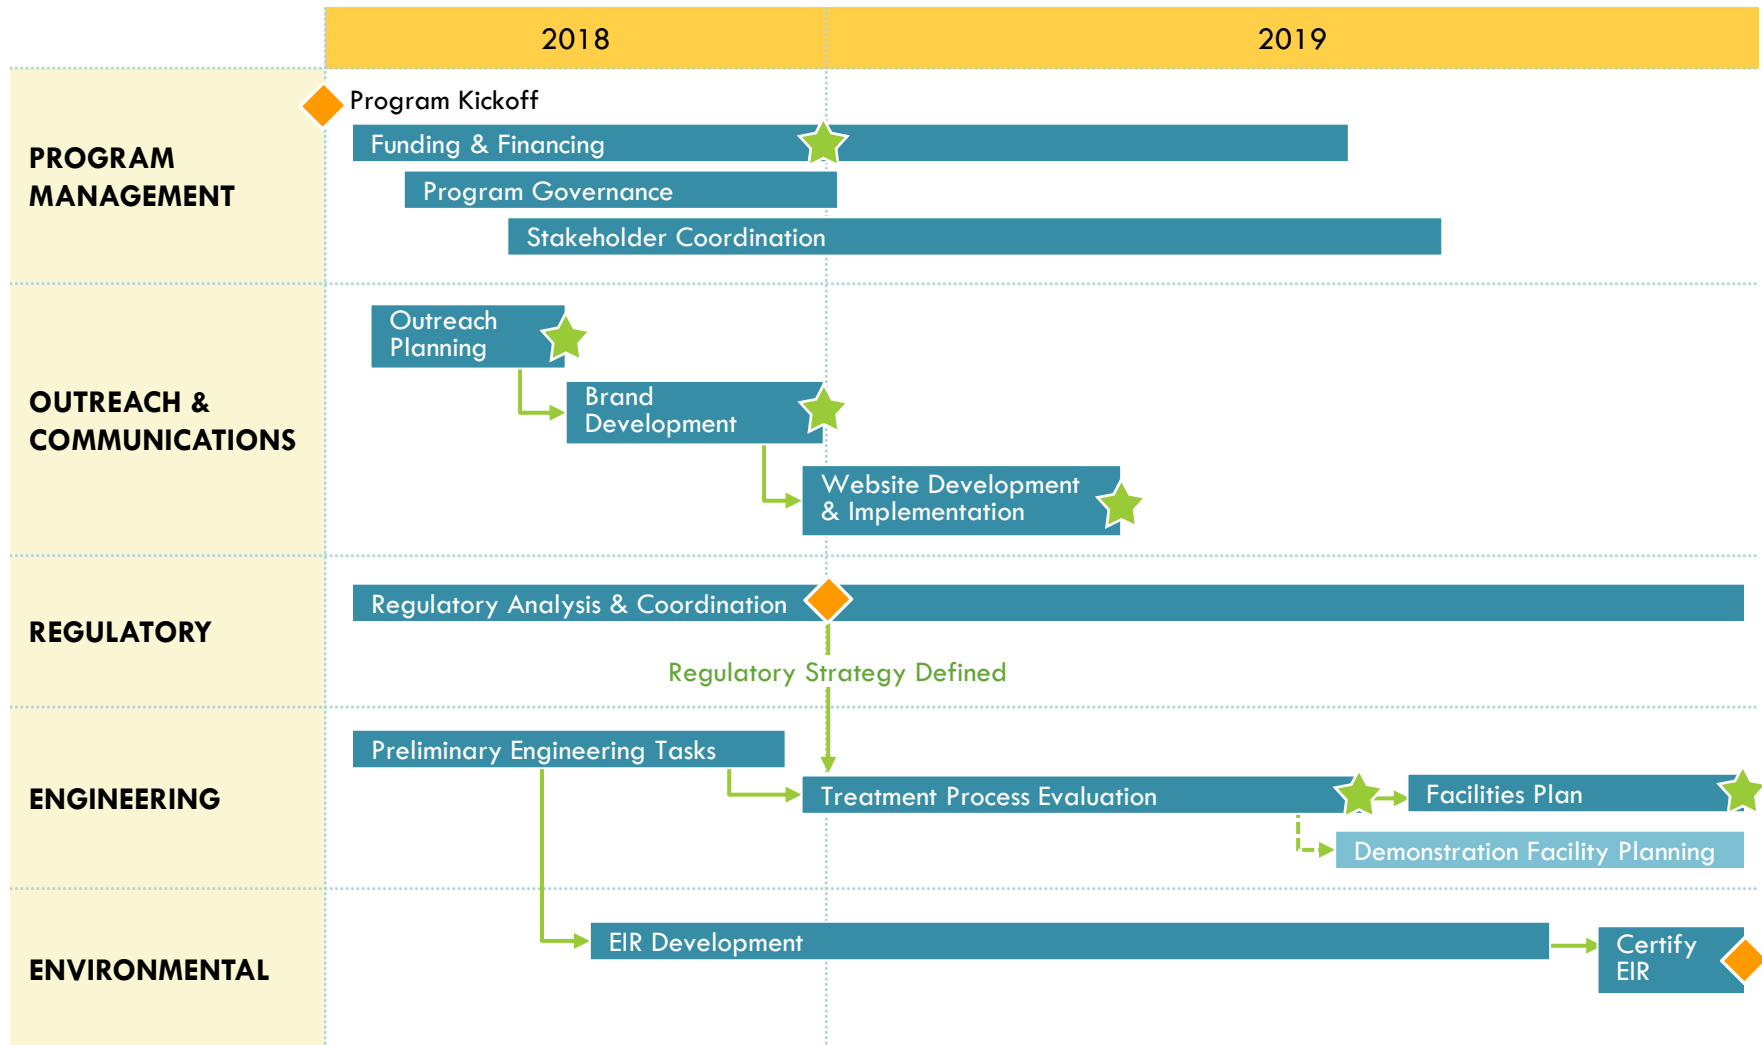 2018
2019
PROGRAM
MANAGEMENT
Program Kickoff
Funding & Financing
Program Governance
Stakeholder Coordination
OUTREACH &
COMMUNICATIONS
Outreach
Planning
Brand
Development
Website Development
& Implementation
REGULATORY
Regulatory Analysis & Coordination
Regulatory Strategy Defined
ENGINEERING
Preliminary Engineering Tasks
Treatment Process Evaluation
Facilities Plan
Demonstration Facility Planning
ENVIRONMENTAL
EIR Development
Certify
EIR